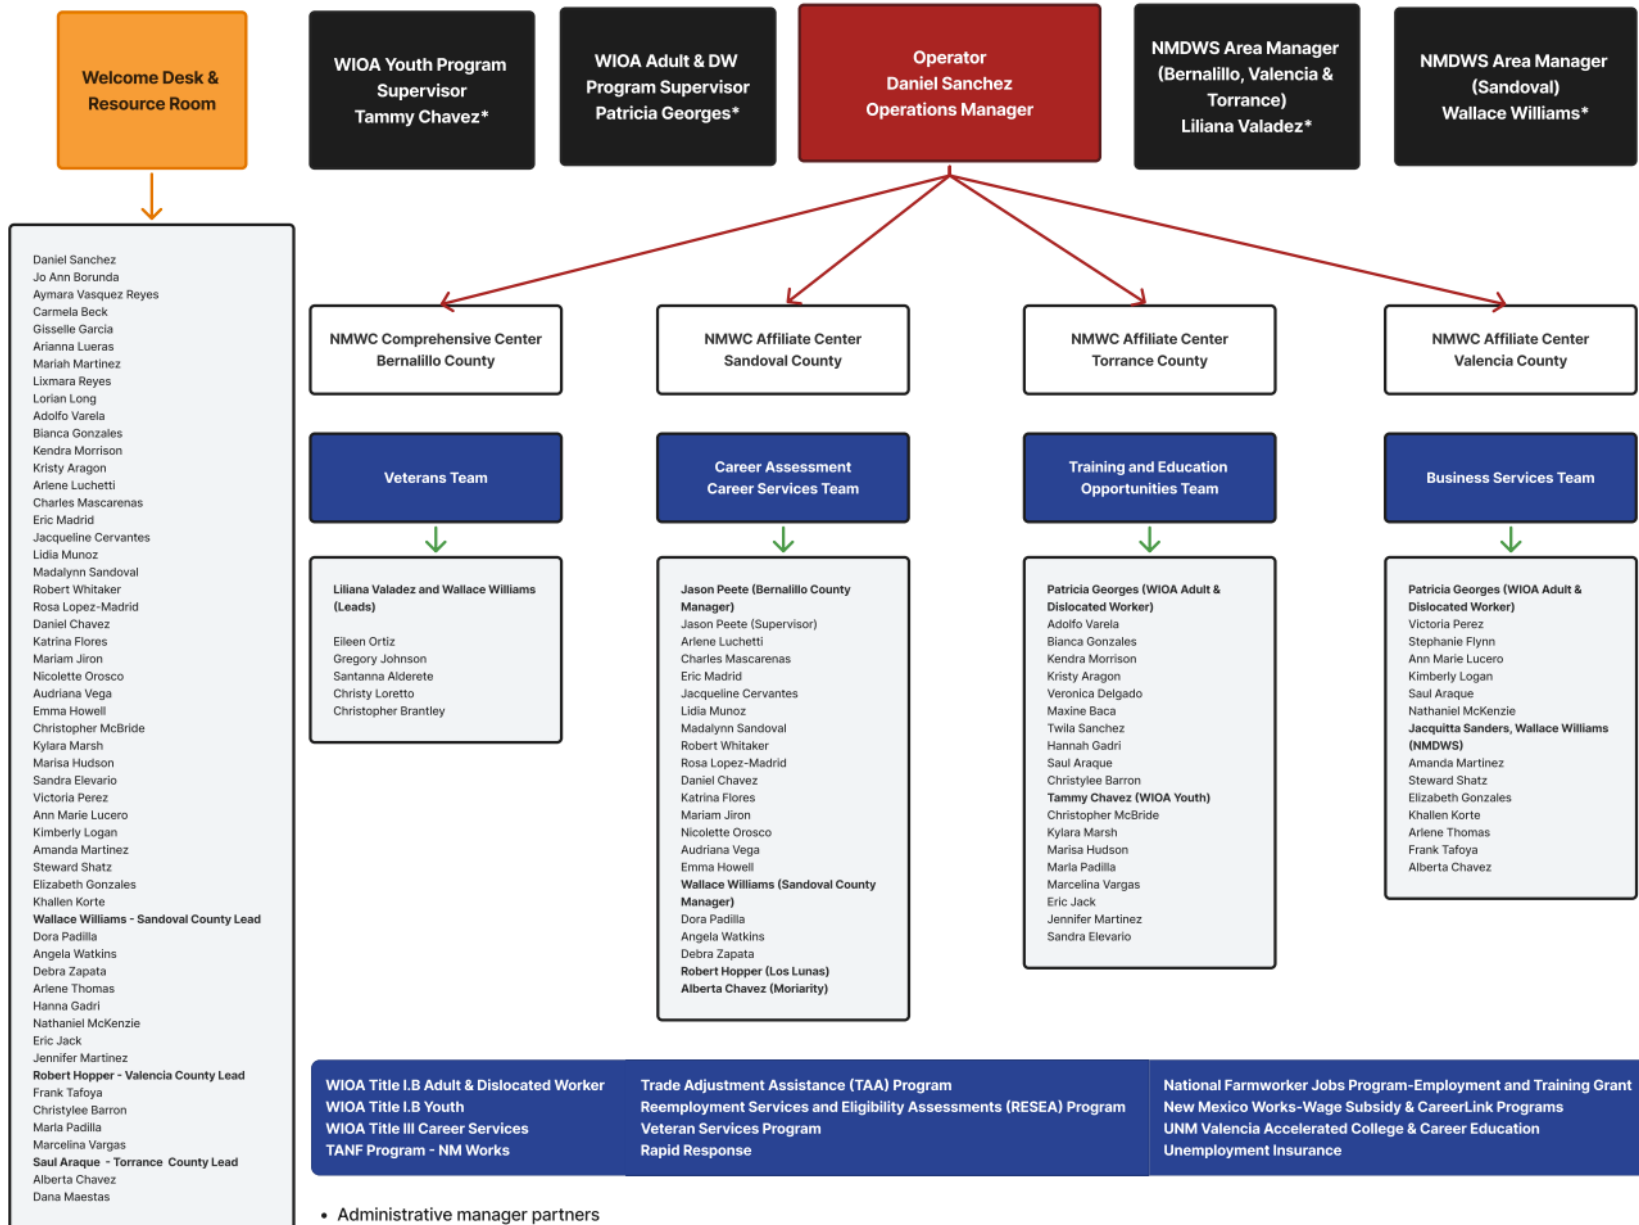 Welcome Desk &
Resource Room
WIOA Youth Program
Supervisor
Tammy Chavez*
WIOA Adult & DW
Program Supervisor
Patricia Georges*
Operator
Daniel Sanchez
Operations Manager
NMDWS Area Manager
(Bernalillo, Valencia &
Torrance)
Liliana Valadez*
NMDWS Area Manager
(Sandoval)
Wallace Williams*
Daniel Sanchez
Jo Ann Borunda
Aymara Vasquez Reyes
Carmela Beck
Gisselle Garcia
Arianna Lueras
Mariah Martinez
Lixmara Reyes
Lorian Long
Adolfo Varela
Bianca Gonzales
Kendra Morrison
Kristy Aragon
Arlene Luchetti
Charles Mascarenas
Eric Madrid
Jacqueline Cervantes
Lidia Munoz
Madalynn Sandoval
Robert Whitaker
Rosa Lopez-Madrid
Daniel Chavez
Katrina Flores
Mariam Jiron
Nicolette Orosco
Audriana Vega
Emma Howell
Christopher McBride
Kylara Marsh
Marisa Hudson
Sandra Elevario
Victoria Perez
Ann Marie Lucero
Kimberly Logan
Amanda Martinez
Steward Shatz
Elizabeth Gonzales
Khallen Korte
Wallace Williams - Sandoval County Lead
Dora Padilla
Angela Watkins
Debra Zapata
Arlene Thomas
Hanna Gadri
Nathaniel McKenzie
Eric Jack
Jennifer Martinez
Robert Hopper - Valencia County Lead
Frank Tafoya
Christylee Barron
Marla Padilla
Marcelina Vargas
Saul Araque - Torrance County Lead
Alberta Chavez
Dana Maestas
NMWC Comprehensive Center
Bernalillo County
NMWC Affiliate Center
Sandoval County
NMWC Affiliate Center
Torrance County
NMWC Affiliate Center
Valencia County
Veterans Team
Career Assessment
Career Services Team
Training and Education
Opportunities Team
Business Services Team
Liliana Valadez and Wallace Williams
(Leads)
Eileen Ortiz
Gregory Johnson
Santanna Alderete
Christy Loretto
Christopher Brantley
Jason Peete (Bernalillo County
Manager)
Jason Peete (Supervisor)
Arlene Luchetti
Charles Mascarenas
Eric Madrid
Jacqueline Cervantes
Lidia Munoz
Madalynn Sandoval
Robert Whitaker
Rosa Lopez-Madrid
Daniel Chavez
Katrina Flores
Mariam Jiron
Nicolette Orosco
Audriana Vega
Emma Howell
Wallace Williams (Sandoval County
Manager)
Dora Padilla
Angela Watkins
Debra Zapata
Robert Hopper (Los Lunas)
Alberta Chavez (Moriarity)
Patricia Georges (WIOA Adult &
Dislocated Worker)
Adolfo Varela
Bianca Gonzales
Kendra Morrison
Kristy Aragon
Veronica Delgado
Maxine Baca
Twila Sanchez
Hannah Gadri
Saul Araque
Christylee Barron
Tammy Chavez (WIOA Youth)
Christopher McBride
Kylara Marsh
Marisa Hudson
Marla Padilla
Marcelina Vargas
Eric Jack
Jennifer Martinez
Sandra Elevario
Patricia Georges (WIOA Adult &
Dislocated Worker)
Victoria Perez
Stephanie Flynn
Ann Marie Lucero
Kimberly Logan
Saul Araque
Nathaniel McKenzie
Jacquitta Sanders, Wallace Williams
(NMDWS)
Amanda Martinez
Steward Shatz
Elizabeth Gonzales
Khallen Korte
Arlene Thomas
Frank Tafoya
Alberta Chavez
WIOA Title I.B Adult & Dislocated Worker
WIOA Title I.B Youth
WIOA Title III Career Services
TANF Program - NM Works
Trade Adjustment Assistance (TAA) Program
Reemployment Services and Eligibility Assessments (RESEA) Program
Veteran Services Program
Rapid Response
National Farmworker Jobs Program-Employment and Training Grant
New Mexico Works-Wage Subsidy & CareerLink Programs
UNM Valencia Accelerated College & Career Education
Unemployment Insurance
• Administrative manager partners